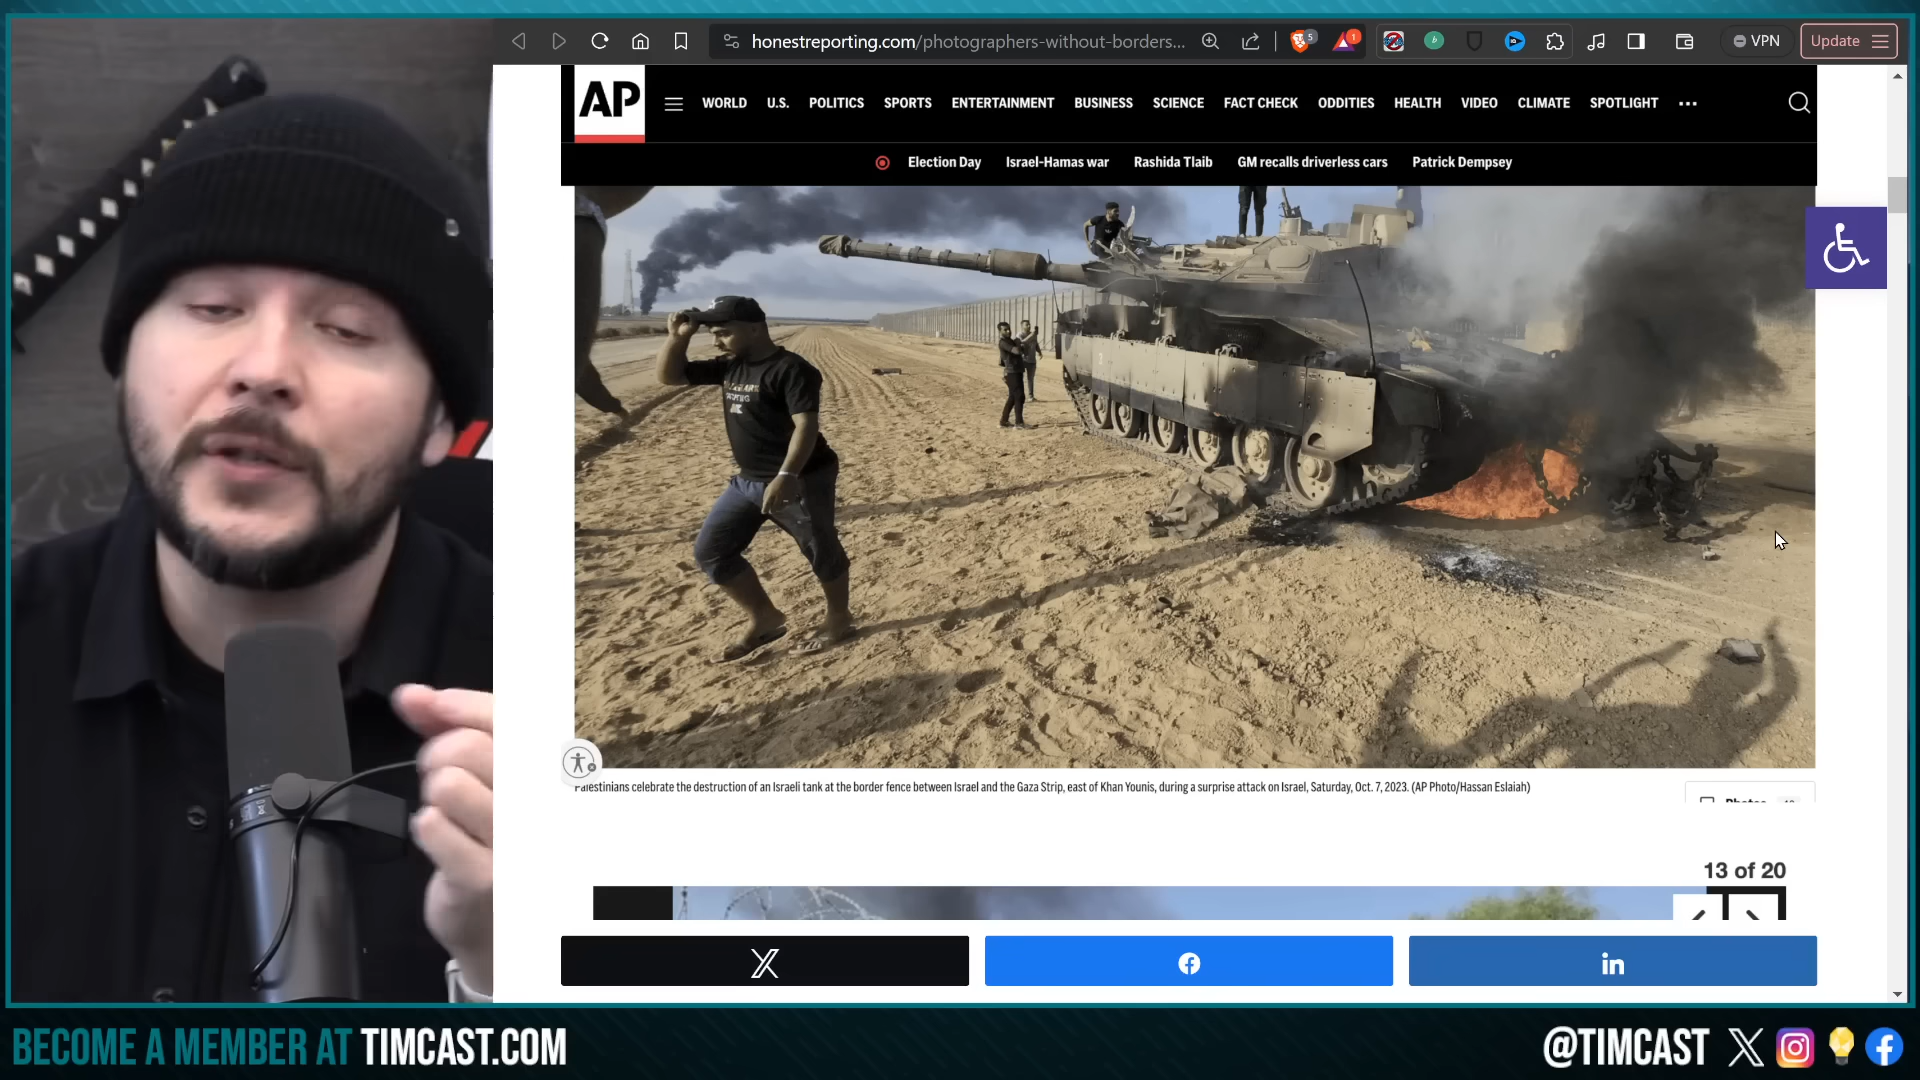 honestreporting.com/photographers-without-borders...
5
1
VPN
Update
AP
WORLD U.S. POLITICS SPORTS ENTERTAINMENT BUSINESS SCIENCE FACT CHECK ODDITIES HEALTH VIDEO CLIMATE SPOTLIGHT ...
Election Day Israel-Hamas war Rashida Tlaib GM recalls driverless cars Patrick Dempsey
Palestinians celebrate the destruction of an Israeli tank at the border fence between Israel and the Gaza Strip, east of Khan Younis, during a surprise attack on Israel, Saturday, Oct. 7, 2023. (AP Photo/Hassan Eslaiah)
Photos
13 of 20
in
BECOME A MEMBER AT TIMCAST.COM
@TIMCAST